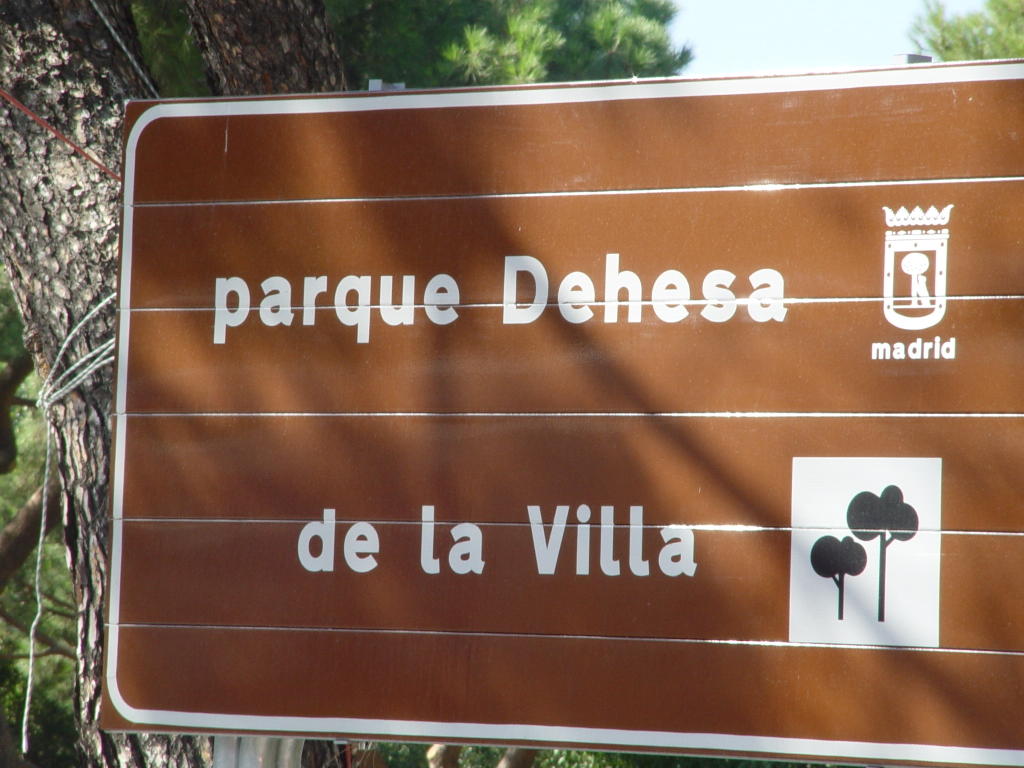 parque Dehesa
madrid
de la Villa